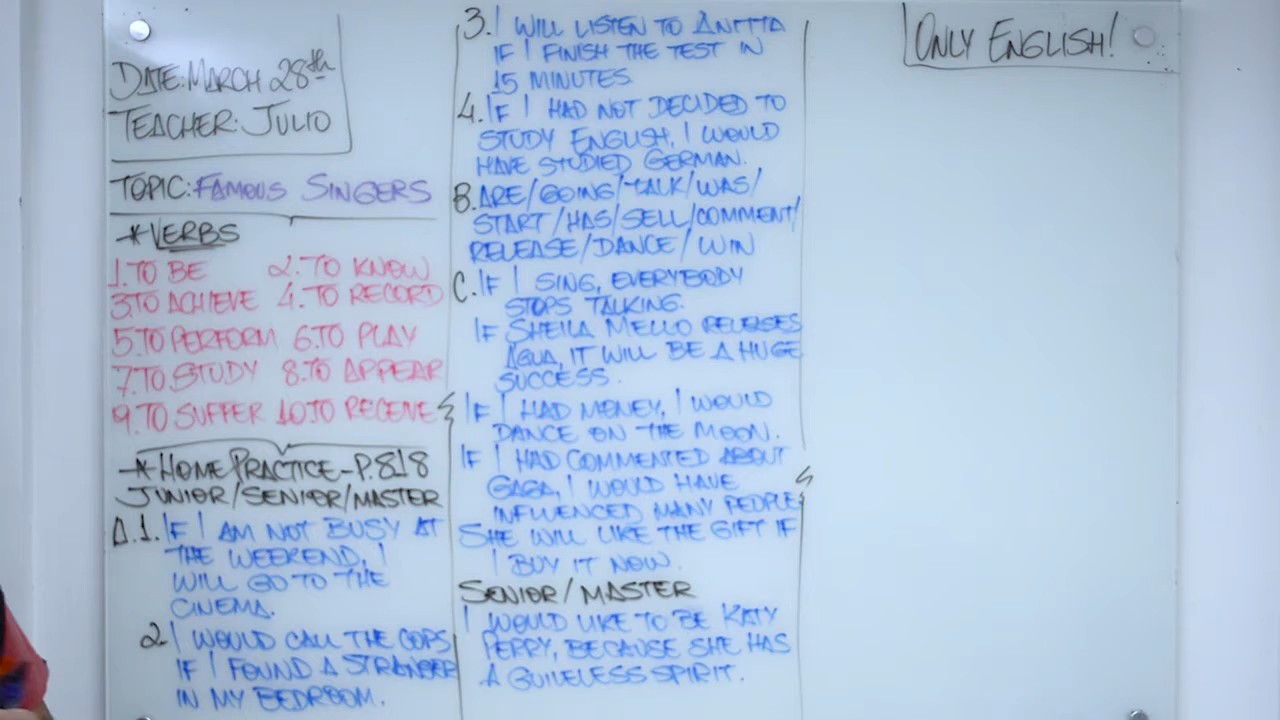 DATE: MARCH 28th
TEACHER: JULIO
TOPIC: FAMOUS SINGERS
*VERBS
1. TO BE 2. TO KNOW
3. TO ACHIEVE 4. TO RECORD
5. TO PERFORM 6. TO PLAY
7. TO STUDY 8. TO APPEAR
9. TO SUFFER 10. TO RECEIVE
*HOME PRACTICE - P. 818
JUNIOR/SENIOR/MASTER
A.1. IF I AM NOT BUSY AT
THE WEEKEND, I
WILL GO TO THE
CINEMA.
2. I WOULD CALL THE COPS
IF I FOUND A STRANGER
IN MY BEDROOM.
3. I WILL LISTEN TO ANITTA
IF I FINISH THE TEST IN
15 MINUTES.
4. IF I HAD NOT DECIDED TO
STUDY ENGLISH, I WOULD
HAVE STUDIED GERMAN.
B. ARE/GOING/TALK/WAS/
START/HAS/SELL/COMMENT/
RELEASE/DANCE/WIN
C. IF I SING, EVERYBODY
STOPS TALKING.
IF SHEILA MELLO RELEASES
ÁGUA, IT WILL BE A HUGE
SUCCESS.
IF I HAD MONEY, I WOULD
DANCE ON THE MOON.
IF I HAD COMMENTED ABOUT
GAGA, I WOULD HAVE
INFLUENCED MANY PEOPLE
SHE WILL LIKE THE GIFT IF
I BUY IT NOW.
SENIOR/MASTER
I WOULD LIKE TO BE KATY
PERRY, BECAUSE SHE HAS
A GUILELESS SPIRIT.
ONLY ENGLISH!